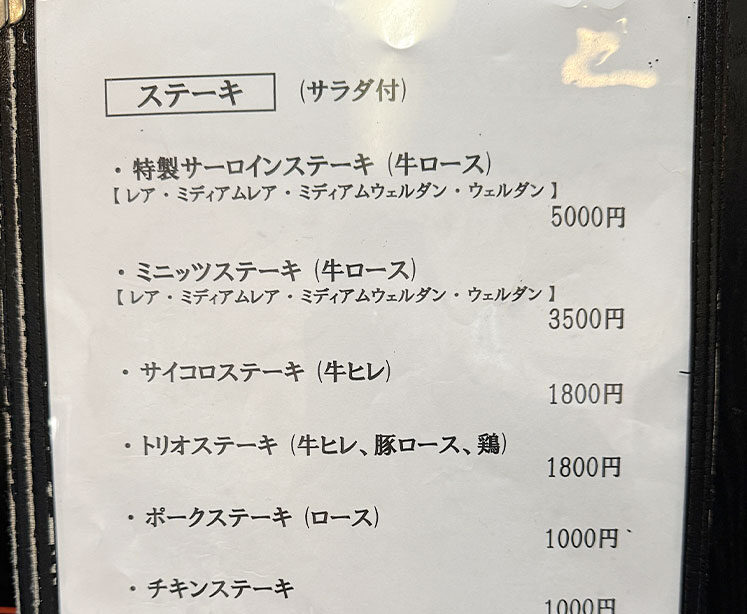 ステーキ (サラダ付)
・特製サーロインステーキ (牛ロース)
【レア・ミディアムレア・ミディアムウェルダン・ウェルダン】
5000円
・ミニッツステーキ (牛ロース)
【レア・ミディアムレア・ミディアムウェルダン・ウェルダン】
3500円
・サイコロステーキ (牛ヒレ)
1800円
・トリオステーキ (牛ヒレ、豚ロース、鶏)
1800円
・ポークステーキ (ロース)
1000円
・チキンステーキ
1000円